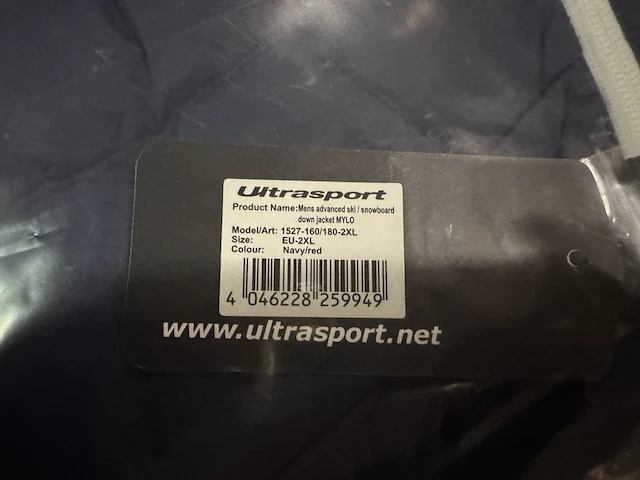 Ultrasport
Product Name:Mens advanced ski / snowboard
down jacket MYLO
Model/Art: 1527-160/180-2XL
Size: EU-2XL
Colour: Navy/red
4 046228 259949
www.ultrasport.net